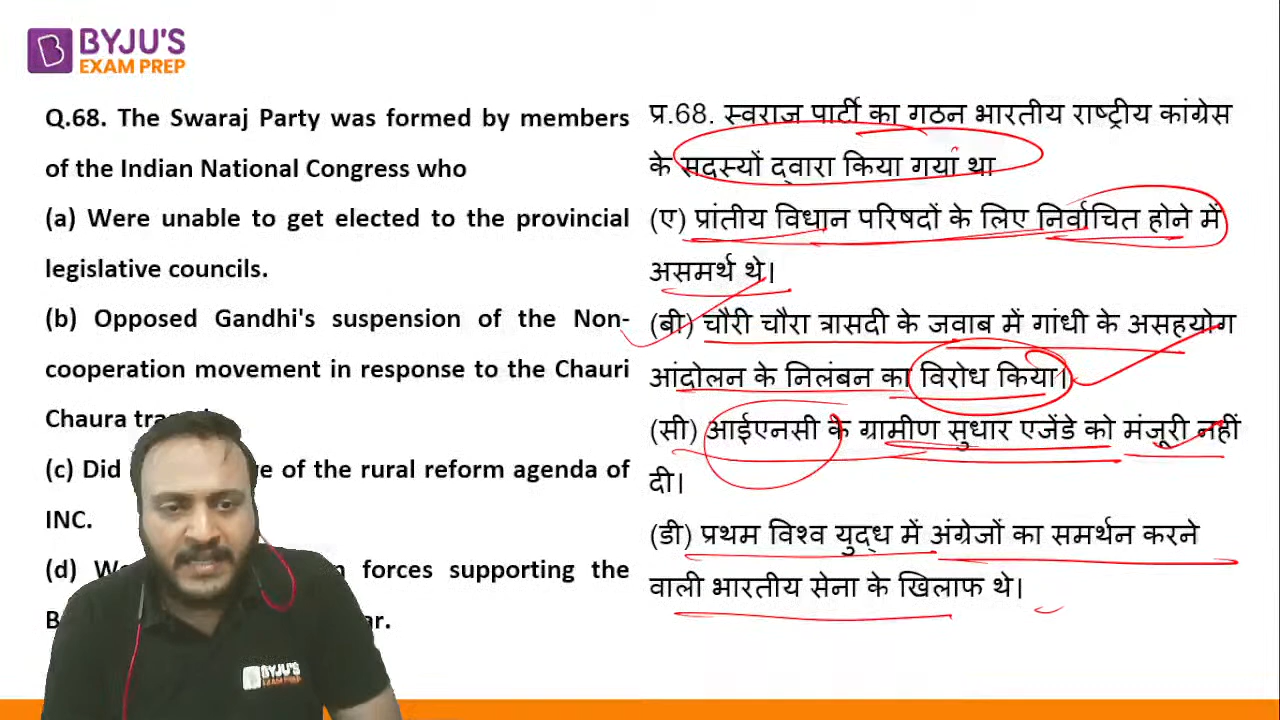 BYJU'S
EXAM PREP
Q.68. The Swaraj Party was formed by members
of the Indian National Congress who
(a) Were unable to get elected to the provincial
legislative councils.
(b) Opposed Gandhi's suspension of the Non-
cooperation movement in response to the Chauri
Chaura
(c) Did of the rural reform agenda of
INC.
(d) forces supporting the
प्र.68. स्वराज पार्टी का गठन भारतीय राष्ट्रीय कांग्रेस
के सदस्यों द्वारा किया गया था
(ए) प्रांतीय विधान परिषदों के लिए निर्वाचित होने में
असमर्थ थे।
(बी) चौरी चौरा त्रासदी के जवाब में गांधी के असहयोग
आंदोलन के निलंबन का विरोध किया।
(सी) आईएनसी के ग्रामीण सुधार एजेंडे को मंजूरी नहीं
दी।
(डी) प्रथम विश्व युद्ध में अंग्रेजों का समर्थन करने
वाली भारतीय सेना के खिलाफ थे।
BYJU'S
EXAM PREP